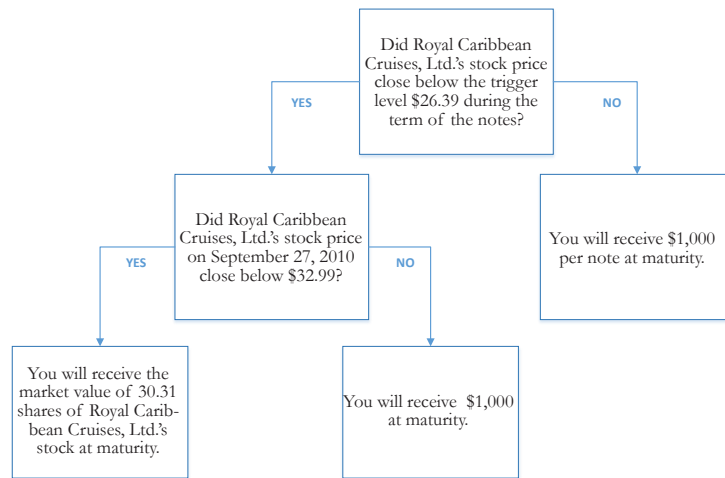 Did Royal Caribbean
Cruises, Ltd.'s stock price
close below the trigger
level $26.39 during the
term of the notes?
YES
NO
Did Royal Caribbean
Cruises, Ltd.'s stock price
on September 27, 2010
close below $32.99?
You will receive $1,000
per note at maturity.
YES
NO
You will receive the
market value of 30.31
shares of Royal Carib-
bean Cruises, Ltd.'s
stock at maturity.
You will receive $1,000
at maturity.